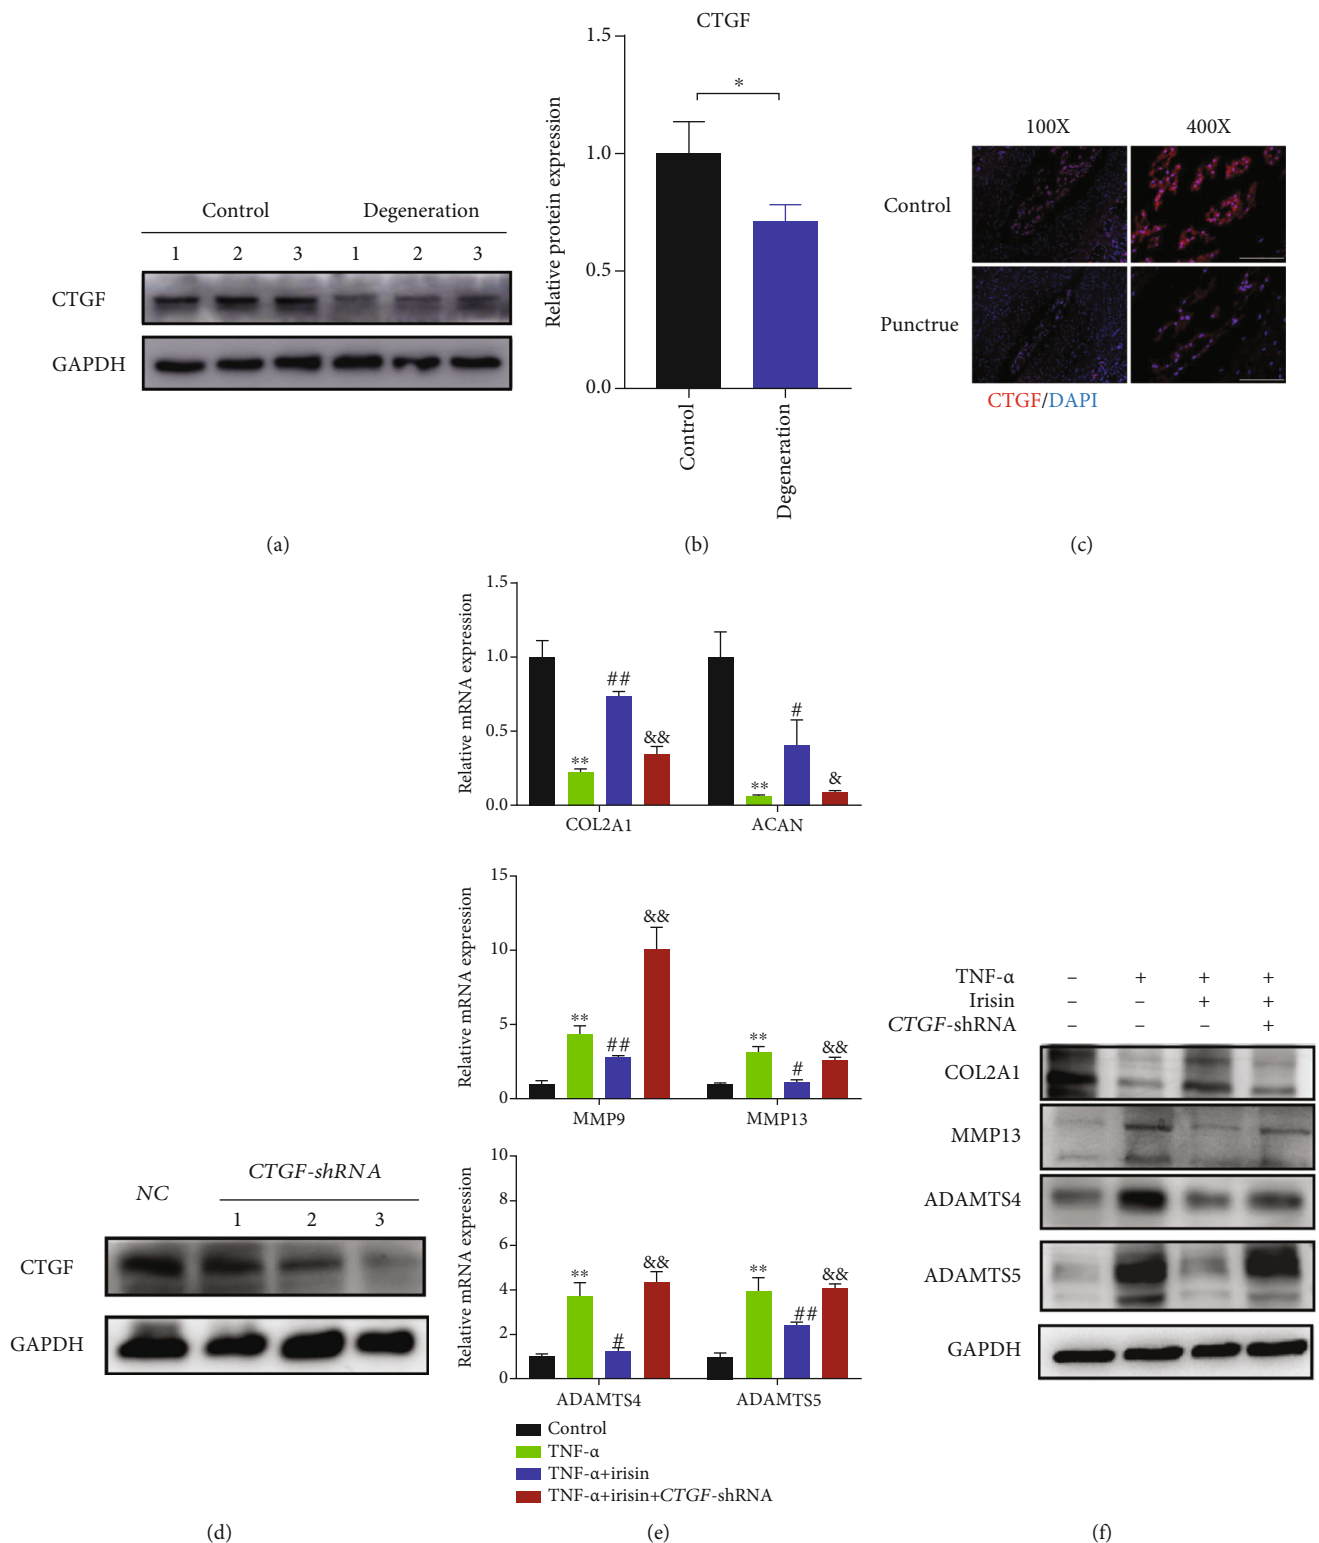 Control Degeneration
1 2 3 1 2 3
CTGF
GAPDH
(a)
CTGF
Relative protein expression
1.5
1.0
0.5
0.0
*
Control
Degeneration
(b)
100X 400X
Control
Punctrue
CTGF/DAPI
(c)
NC CTGF-shRNA
1 2 3
CTGF
GAPDH
(d)
Relative mRNA expression
1.5
1.0
0.5
0.0
** ## &&
** # &
COL2A1 ACAN
Relative mRNA expression
15
10
5
0
** ## &&
** # &&
MMP9 MMP13
Relative mRNA expression
10
8
6
4
2
0
** # &&
** ## &&
ADAMTS4 ADAMTS5
Control
TNF-α
TNF-α+irisin
TNF-α+irisin+CTGF-shRNA
(e)
TNF-α – + + +
Irisin – – + +
CTGF-shRNA – – – +
COL2A1
MMP13
ADAMTS4
ADAMTS5
GAPDH
(f)